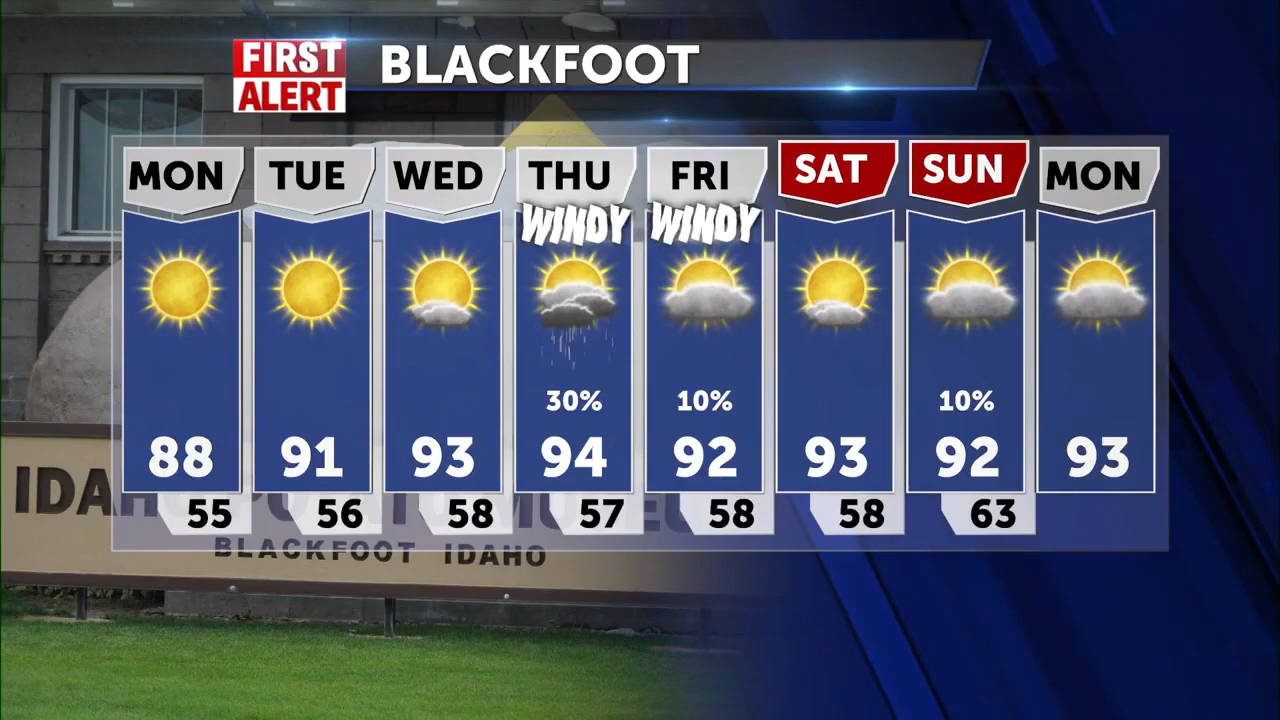 FIRST
ALERT
BLACKFOOT
MON TUE WED THU FRI SAT SUN MON
WINDY WINDY
30% 10% 10%
88 91 93 94 92 93 92 93
55 56 58 57 58 58 63
IDAHO
BLACKFOOT IDAHO